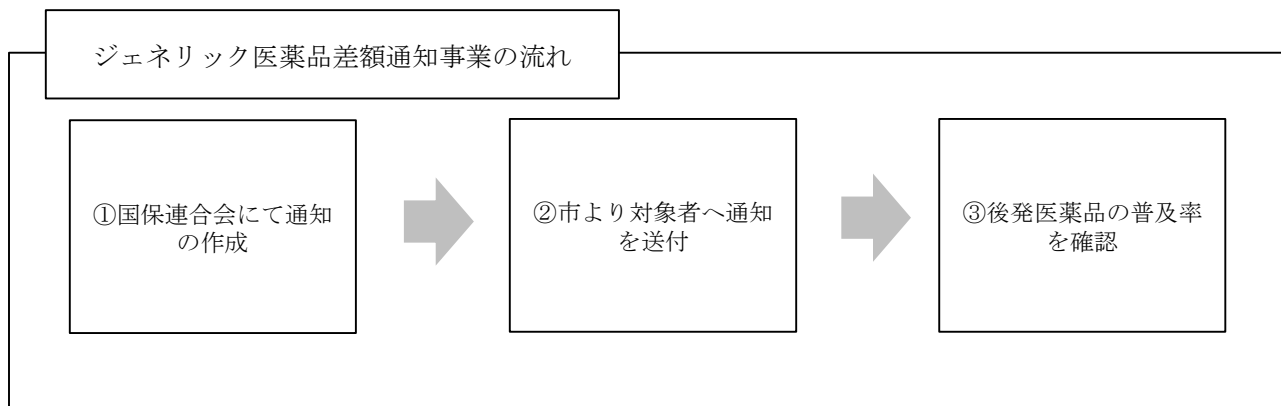 ジェネリック医薬品差額通知事業の流れ
①国保連合会にて通知
の作成
②市より対象者へ通知
を送付
③後発医薬品の普及率
を確認